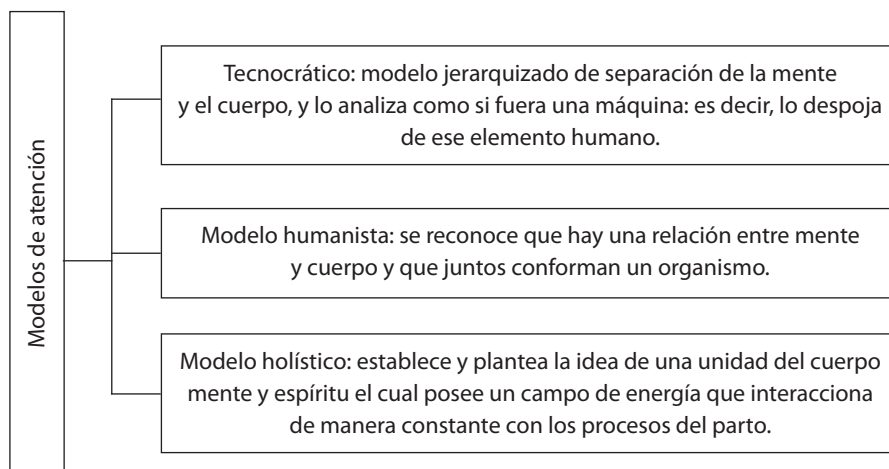 Modelos de atención
Tecnocrático: modelo jerarquizado de separación de la mente
y el cuerpo, y lo analiza como si fuera una máquina: es decir, lo despoja
de ese elemento humano.
Modelo humanista: se reconoce que hay una relación entre mente
y cuerpo y que juntos conforman un organismo.
Modelo holístico: establece y plantea la idea de una unidad del cuerpo
mente y espíritu el cual posee un campo de energía que interacciona
de manera constante con los procesos del parto.